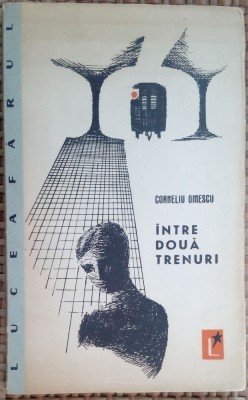 LUCEAFARUL
CORNELIU OMESCU
ÎNTRE
DOUĂ
TRENURI
L